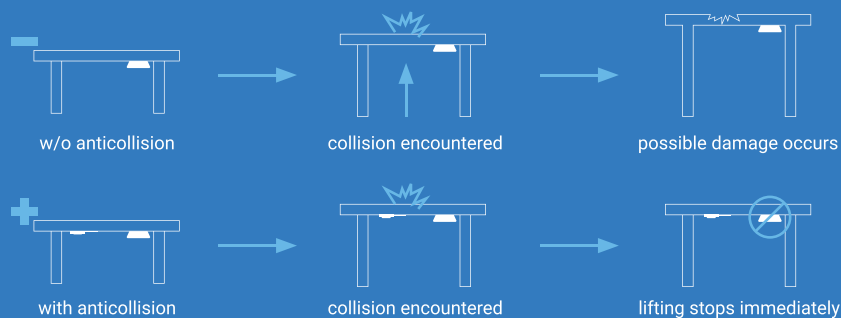 w/o anticollision
collision encountered
possible damage occurs
with anticollision
collision encountered
lifting stops immediately